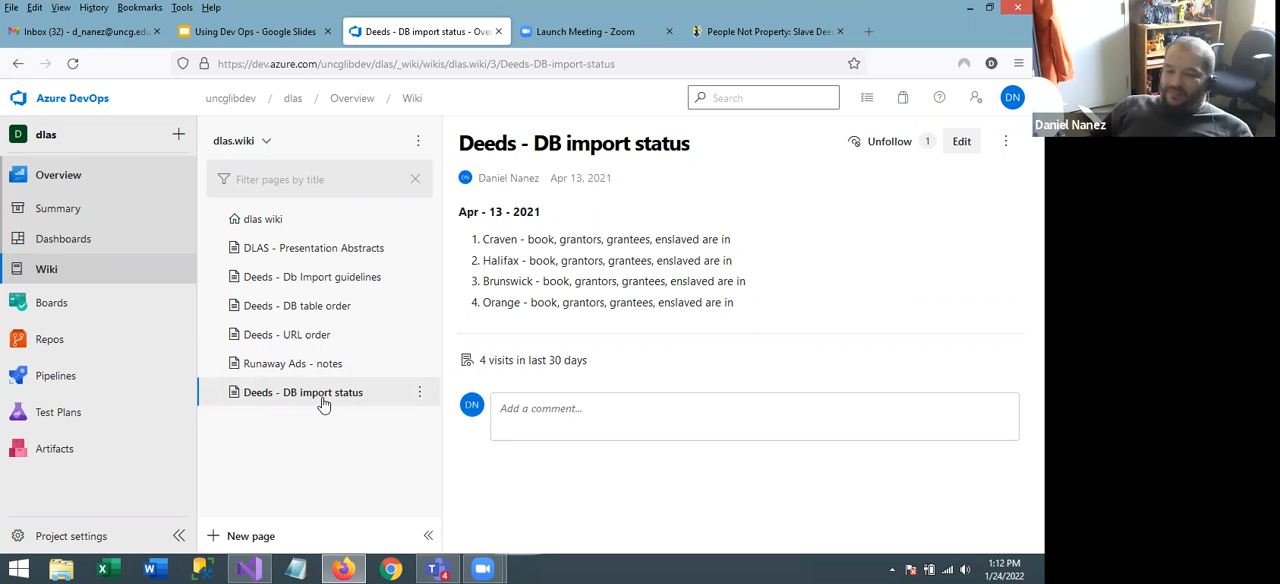 File Edit View History Bookmarks Tools Help
Inbox (32) - d_nanez@uncg.edu
Using Dev Ops - Google Slides
Deeds - DB import status - Over
Launch Meeting - Zoom
People Not Property: Slave Deed
https://dev.azure.com/uncglibdev/dlas/_wiki/wikis/dlas.wiki/3/Deeds-DB-import-status
D
Azure DevOps
uncglibdev / dlas / Overview / Wiki
Search
DN
Daniel Nanez
D dlas
Overview
Summary
Dashboards
Wiki
Boards
Repos
Pipelines
Test Plans
Artifacts
Project settings
dlas.wiki
Filter pages by title
dlas wiki
DLAS - Presentation Abstracts
Deeds - Db Import guidelines
Deeds - DB table order
Deeds - URL order
Runaway Ads - notes
Deeds - DB import status
New page
Deeds - DB import status
Unfollow 1 Edit
DN Daniel Nanez Apr 13, 2021
Apr - 13 - 2021
1. Craven - book, grantors, grantees, enslaved are in
2. Halifax - book, grantors, grantees, enslaved are in
3. Brunswick - book, grantors, grantees, enslaved are in
4. Orange - book, grantors, grantees, enslaved are in
4 visits in last 30 days
DN
Add a comment...
4
1:12 PM
1/24/2022